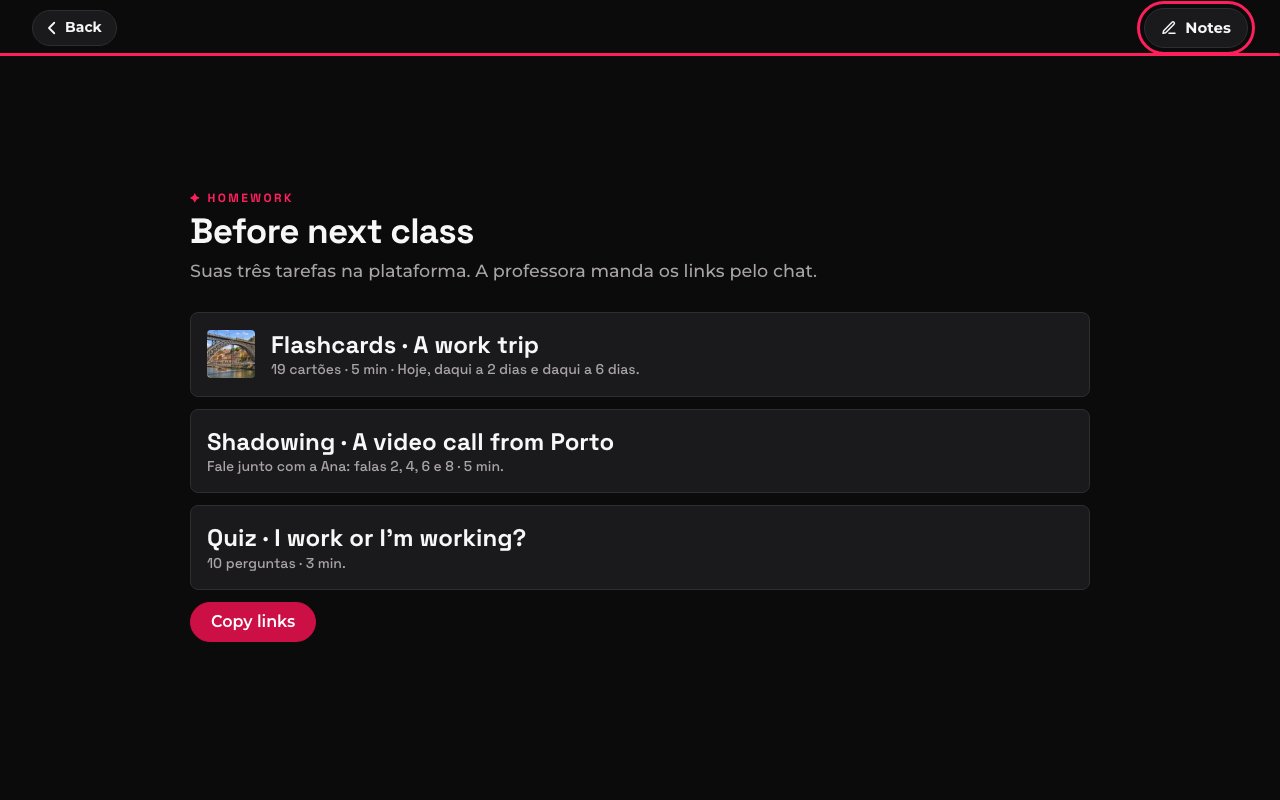 Back
Notes
HOMEWORK
Before next class
Suas três tarefas na plataforma. A professora manda os links pelo chat.
Flashcards · A work trip
19 cartões · 5 min · Hoje, daqui a 2 dias e daqui a 6 dias.
Shadowing · A video call from Porto
Fale junto com a Ana: falas 2, 4, 6 e 8 · 5 min.
Quiz · I work or I’m working?
10 perguntas · 3 min.
Copy links